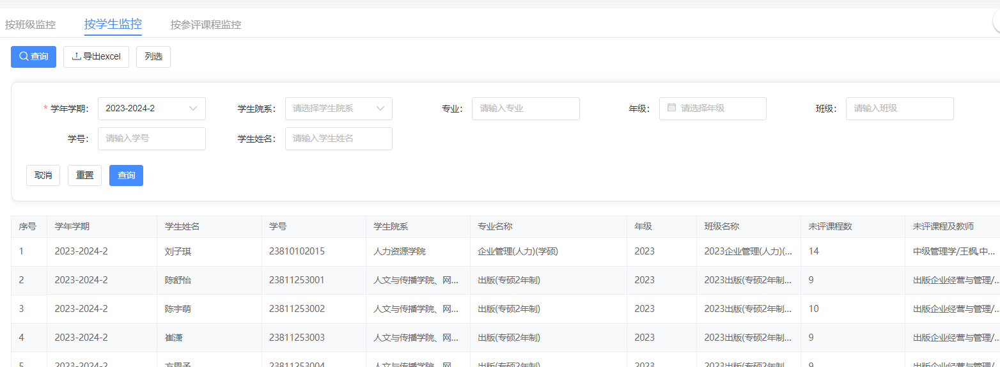 按班级监控 按学生监控 按参评课程监控
查询 导出excel 列选
* 学年学期： 2023-2024-2 学生院系： 请选择学生院系 专业： 请输入专业 年级： 请选择年级 班级： 请输入班级
学号： 请输入学号 学生姓名： 请输入学生姓名
取消 重置 查询
序号 学年学期 学生姓名 学号 学生院系 专业名称 年级 班级名称 未评课程数 未评课程及教师
1 2023-2024-2 刘子琪 23810102015 人力资源学院 企业管理(人力)(学硕) 2023 2023企业管理(人力)(... 14 中级管理学/王枫,中...
2 2023-2024-2 陈舒怡 23811253001 人文与传播学院、网... 出版(专硕2年制) 2023 2023出版(专硕2年制... 9 出版企业经营与管理/...
3 2023-2024-2 陈宇萌 23811253002 人文与传播学院、网... 出版(专硕2年制) 2023 2023出版(专硕2年制... 10 出版企业经营与管理/...
4 2023-2024-2 崔潇 23811253003 人文与传播学院、网... 出版(专硕2年制) 2023 2023出版(专硕2年制... 9 出版企业经营与管理/...
5 2023-2024-2 23811253004 人文与传播学院、网... 出版(专硕2年制) 2023 2023出版(专硕2年制... 9 出版企业经营与管理/...